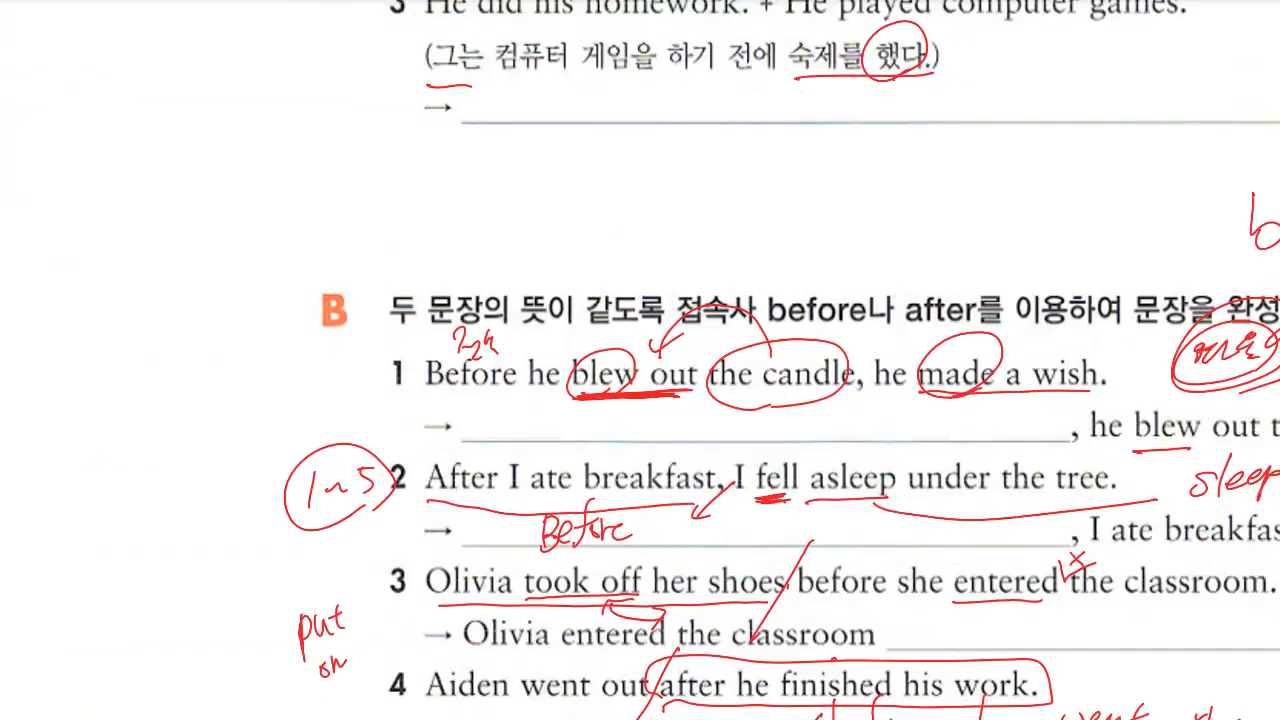 3 He did his homework. + He played computer games.
(그는 컴퓨터 게임을 하기 전에 숙제를 했다.)
→
B 두 문장의 뜻이 같도록 접속사 before나 after를 이용하여 문장을 완성
1 Before he blew out the candle, he made a wish.
→ , he blew out t
1~5
2 After I ate breakfast, I fell asleep under the tree.
sleep
Before
→ , I ate breakfas
3 Olivia took off her shoes before she entered the classroom.
put on
→ Olivia entered the classroom
4 Aiden went out after he finished his work.